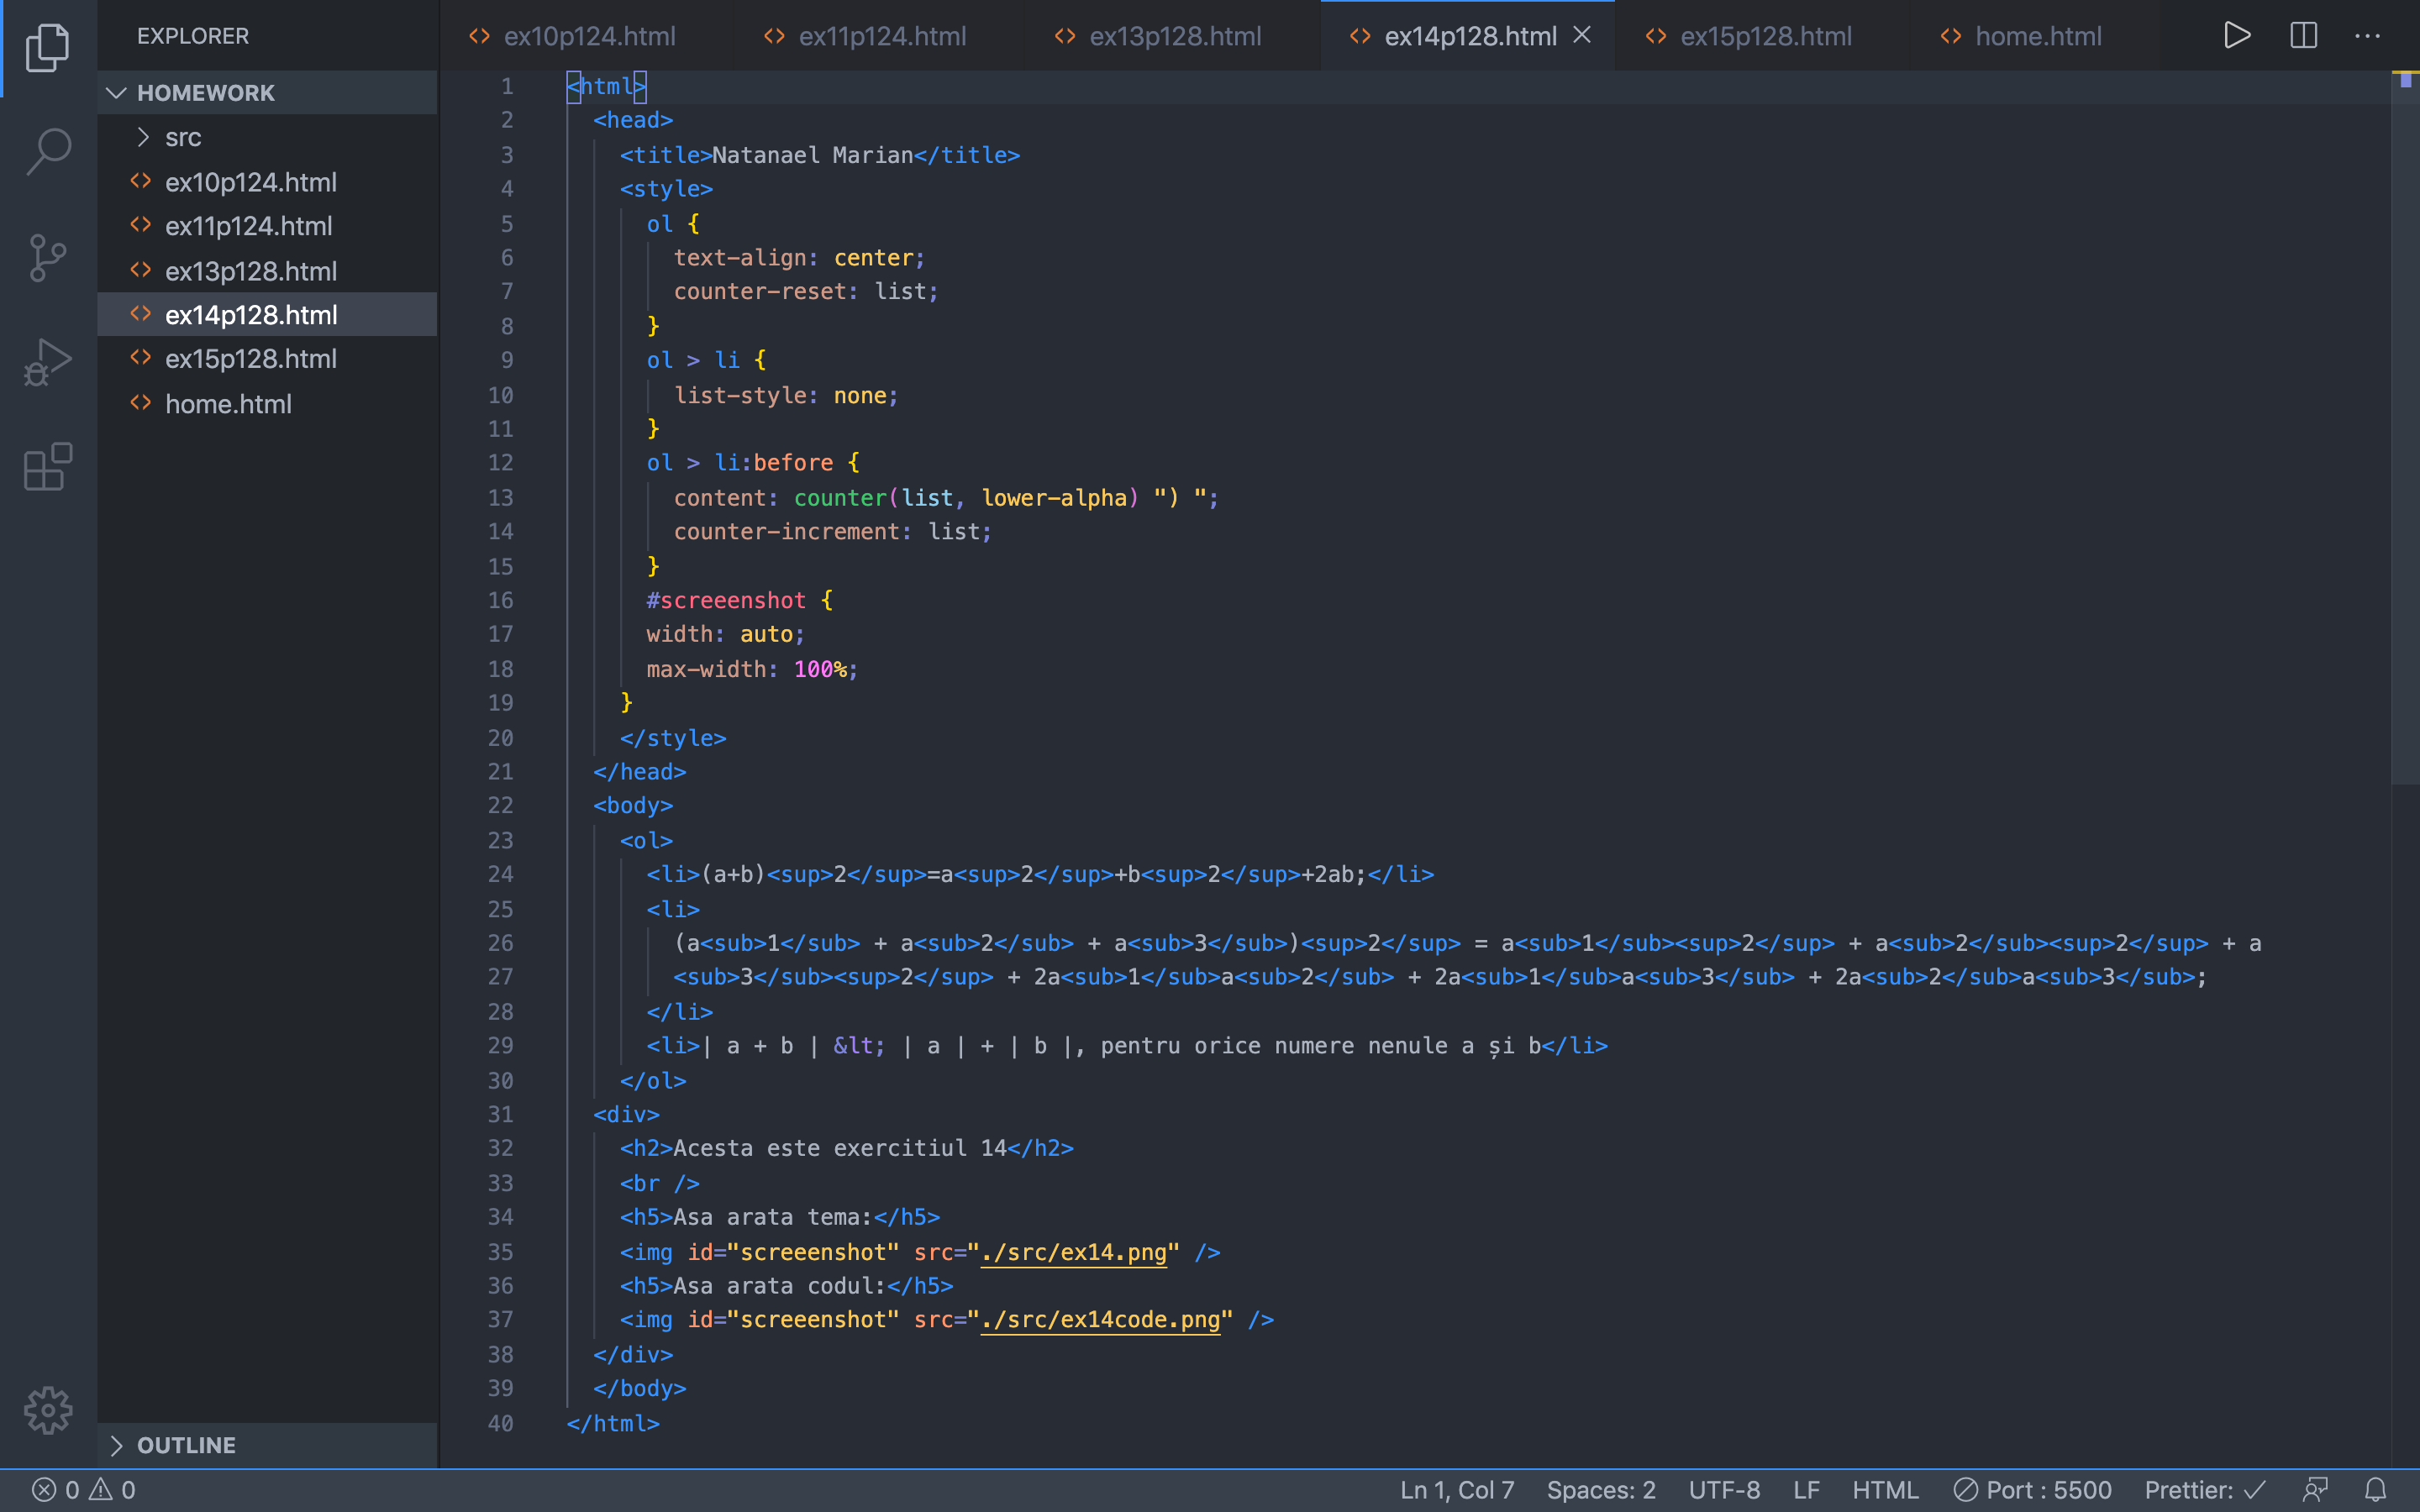 EXPLORER
HOMEWORK
src
ex10p124.html
ex11p124.html
ex13p128.html
ex14p128.html
ex15p128.html
home.html
OUTLINE
ex10p124.html ex11p124.html ex13p128.html ex14p128.html ex15p128.html home.html
1 <html>
2 <head>
3 <title>Natanael Marian</title>
4 <style>
5 ol {
6 text-align: center;
7 counter-reset: list;
8 }
9 ol > li {
10 list-style: none;
11 }
12 ol > li:before {
13 content: counter(list, lower-alpha) ") ";
14 counter-increment: list;
15 }
16 #screeenshot {
17 width: auto;
18 max-width: 100%;
19 }
20 </style>
21 </head>
22 <body>
23 <ol>
24 <li>(a+b)<sup>2</sup>=a<sup>2</sup>+b<sup>2</sup>+2ab;</li>
25 <li>
26 (a<sub>1</sub> + a<sub>2</sub> + a<sub>3</sub>)<sup>2</sup> = a<sub>1</sub><sup>2</sup> + a<sub>2</sub><sup>2</sup> + a
27 <sub>3</sub><sup>2</sup> + 2a<sub>1</sub>a<sub>2</sub> + 2a<sub>1</sub>a<sub>3</sub> + 2a<sub>2</sub>a<sub>3</sub>;
28 </li>
29 <li>| a + b | &lt; | a | + | b |, pentru orice numere nenule a și b</li>
30 </ol>
31 <div>
32 <h2>Acesta este exercitiul 14</h2>
33 <br />
34 <h5>Asa arata tema:</h5>
35 <img id="screeenshot" src="./src/ex14.png" />
36 <h5>Asa arata codul:</h5>
37 <img id="screeenshot" src="./src/ex14code.png" />
38 </div>
39 </body>
40 </html>
0 0 Ln 1, Col 7 Spaces: 2 UTF-8 LF HTML Port : 5500 Prettier: ✓